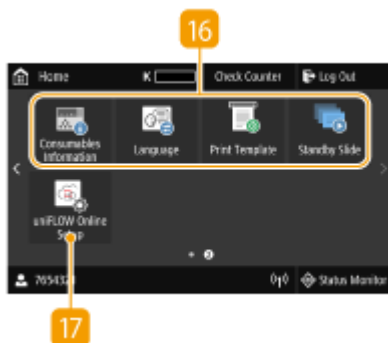 16
Home K Check Counter Log Out
Consumables Information
Language
Print Template
Standby Slide
uniFLOW Online Setup
7654321 Status Monitor
17